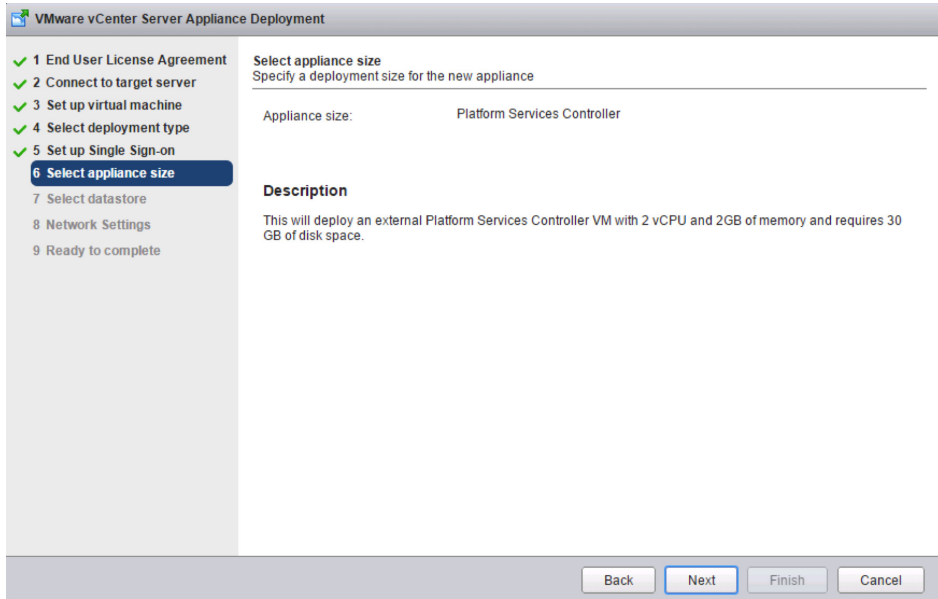 VMware vCenter Server Appliance Deployment
1 End User License Agreement
2 Connect to target server
3 Set up virtual machine
4 Select deployment type
5 Set up Single Sign-on
6 Select appliance size
7 Select datastore
8 Network Settings
9 Ready to complete
Select appliance size
Specify a deployment size for the new appliance
Appliance size: Platform Services Controller
Description
This will deploy an external Platform Services Controller VM with 2 vCPU and 2GB of memory and requires 30
GB of disk space.
Back Next Finish Cancel